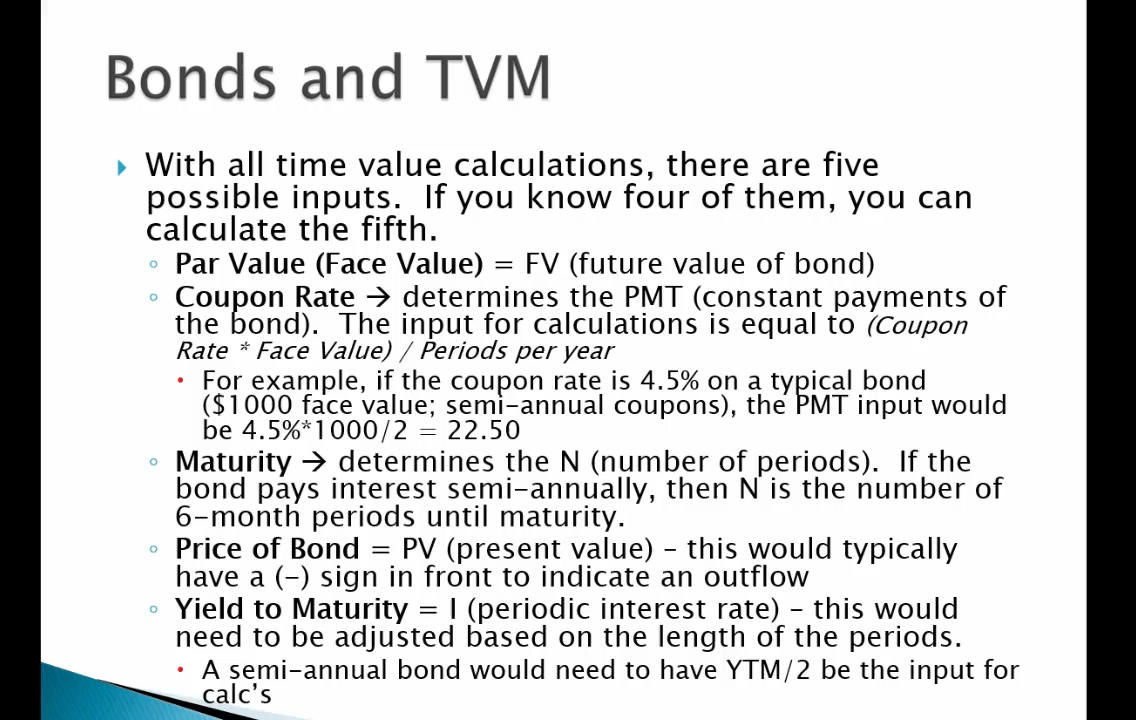 Bonds and TVM
With all time value calculations, there are five
possible inputs.  If you know four of them, you can
calculate the fifth.
◦ Par Value (Face Value) = FV (future value of bond)
◦ Coupon Rate → determines the PMT (constant payments of
the bond).  The input for calculations is equal to (Coupon
Rate * Face Value) / Periods per year
• For example, if the coupon rate is 4.5% on a typical bond
($1000 face value; semi-annual coupons), the PMT input would
be 4.5%*1000/2 = 22.50
◦ Maturity → determines the N (number of periods).  If the
bond pays interest semi-annually, then N is the number of
6-month periods until maturity.
◦ Price of Bond = PV (present value) – this would typically
have a (-) sign in front to indicate an outflow
◦ Yield to Maturity = I (periodic interest rate) – this would
need to be adjusted based on the length of the periods.
• A semi-annual bond would need to have YTM/2 be the input for
calc's